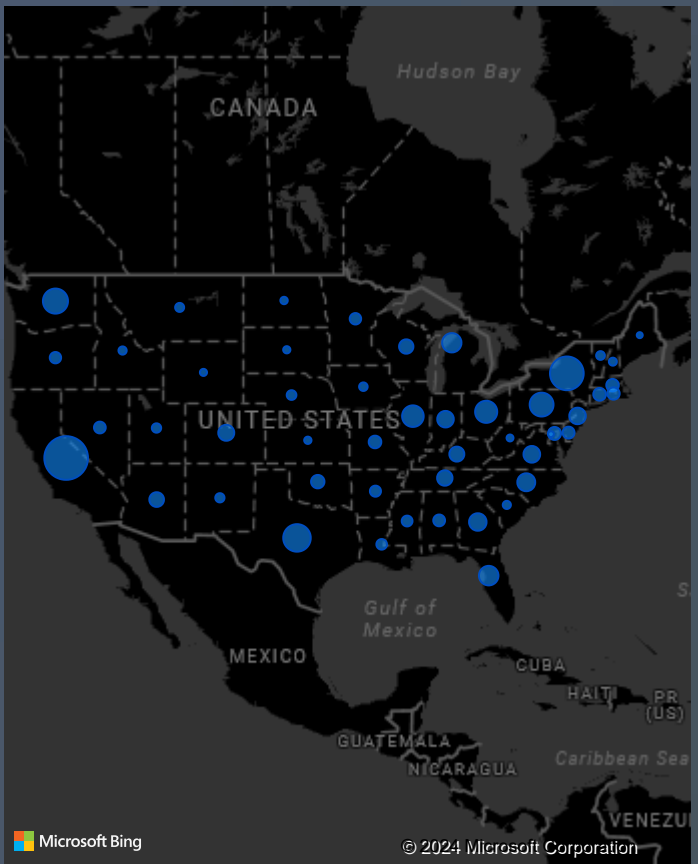 Hudson Bay
CANADA
UNITED STATES
Gulf of
Mexico
MEXICO
CUBA
HAITI
PR
(US)
GUATEMALA
Caribbean Sea
NICARAGUA
Microsoft Bing
© 2024 Microsoft Corporation